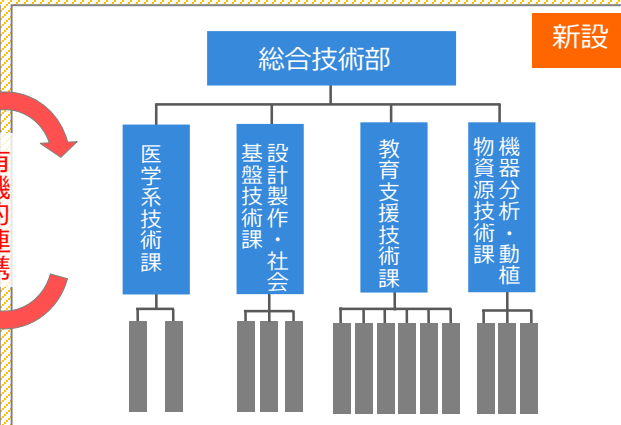 新設
総合技術部
有機的連携
医学系技術課
設計製作・社会
基盤技術課
教育支援技術課
機器分析・動植
物資源技術課